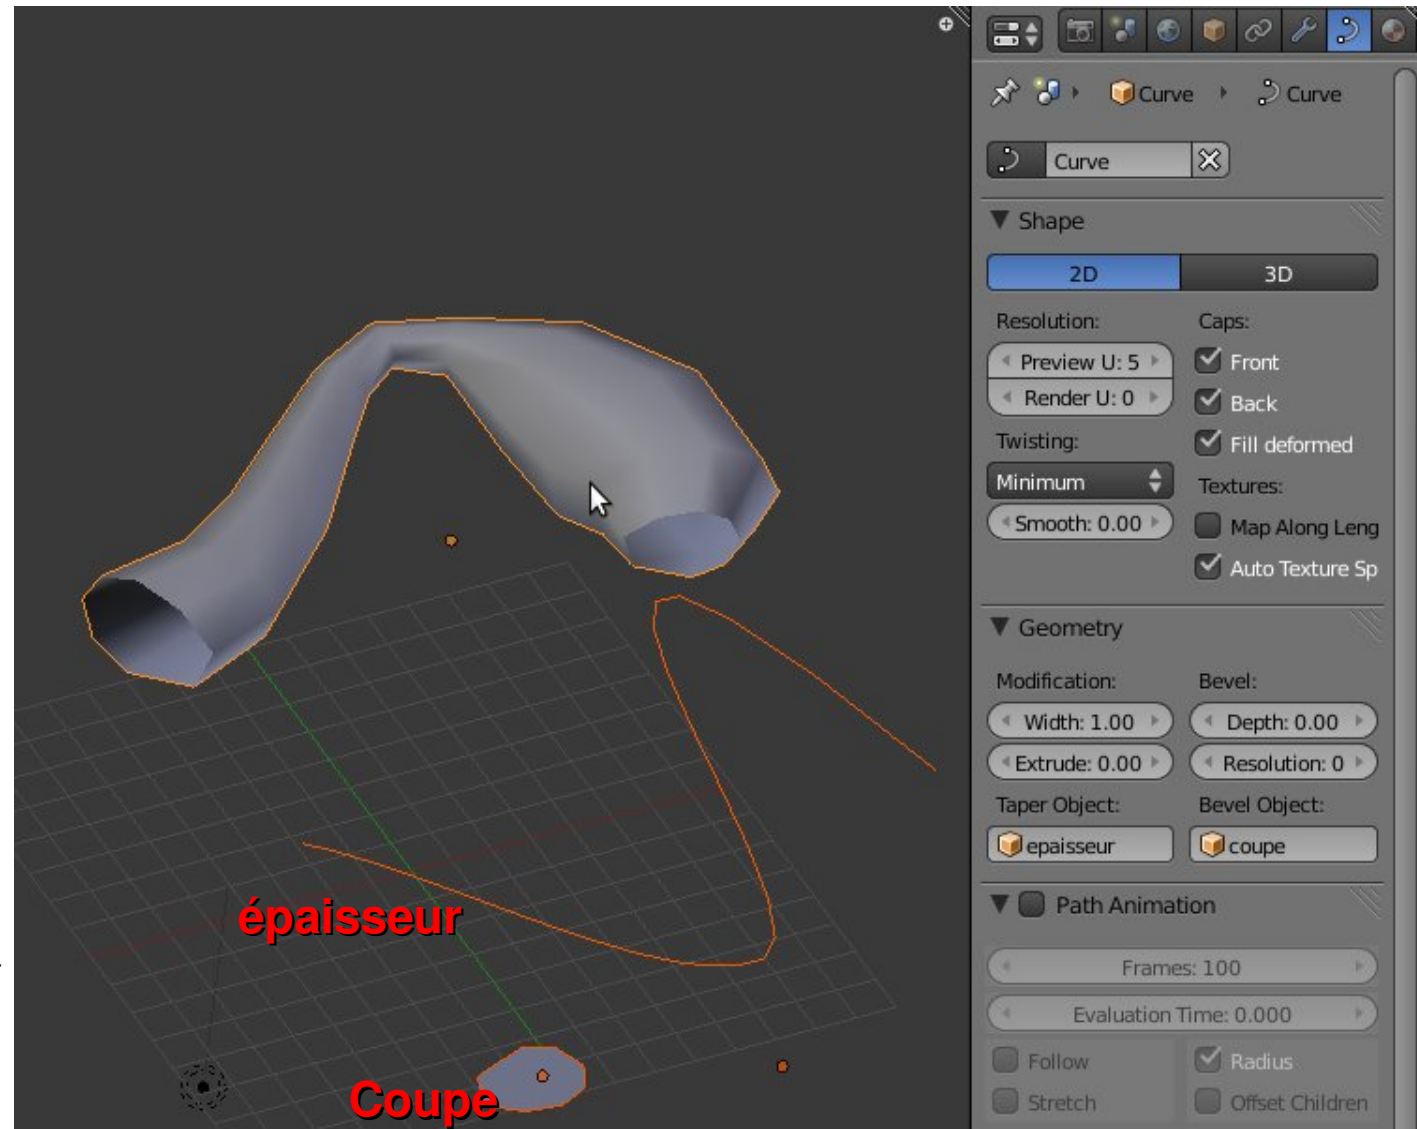 Curve Curve
Curve
Shape
2D 3D
Resolution: Caps:
Preview U: 5 Front
Render U: 0 Back
Twisting: Fill deformed
Minimum Textures:
Smooth: 0.00 Map Along Leng
Auto Texture Sp
Geometry
Modification: Bevel:
Width: 1.00 Depth: 0.00
Extrude: 0.00 Resolution: 0
Taper Object: Bevel Object:
epaisseur coupe
Path Animation
Frames: 100
Evaluation Time: 0.000
Follow Radius
Stretch Offset Children
épaisseur
Coupe